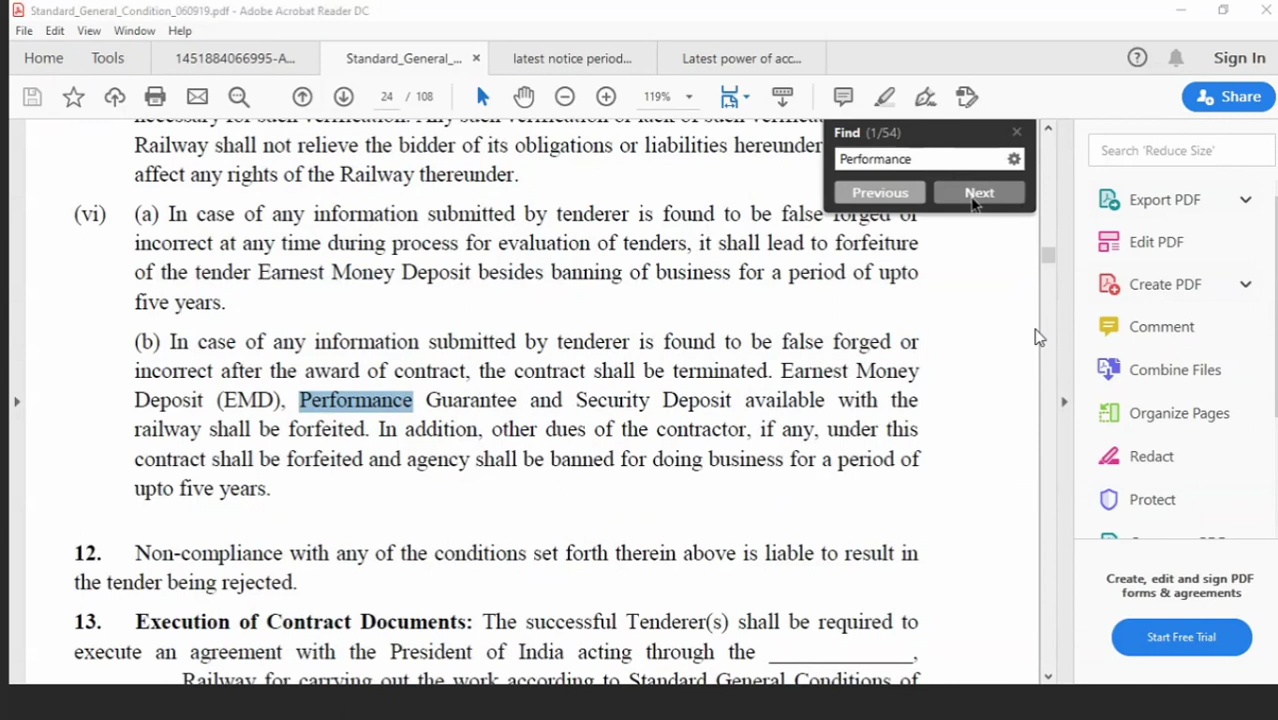 Standard_General_Condition_060919.pdf - Adobe Acrobat Reader DC
File Edit View Window Help
Home Tools 1451884066995-A... Standard_General_... × latest notice period... Latest power of acc... Sign In
24 / 108 119% Share
Find (1/54)
Performance
Previous Next
Search 'Reduce Size'
Export PDF
Edit PDF
Create PDF
Comment
Combine Files
Organize Pages
Redact
Protect
Create, edit and sign PDF
forms & agreements
Start Free Trial
necessary for such verification. Any such verification or lack of such
Railway shall not relieve the bidder of its obligations or liabilities hereunder
affect any rights of the Railway thereunder.
(vi) (a) In case of any information submitted by tenderer is found to be false forged or
incorrect at any time during process for evaluation of tenders, it shall lead to forfeiture
of the tender Earnest Money Deposit besides banning of business for a period of upto
five years.
(b) In case of any information submitted by tenderer is found to be false forged or
incorrect after the award of contract, the contract shall be terminated. Earnest Money
Deposit (EMD), Performance Guarantee and Security Deposit available with the
railway shall be forfeited. In addition, other dues of the contractor, if any, under this
contract shall be forfeited and agency shall be banned for doing business for a period of
upto five years.
12. Non-compliance with any of the conditions set forth therein above is liable to result in
the tender being rejected.
13. Execution of Contract Documents: The successful Tenderer(s) shall be required to
execute an agreement with the President of India acting through the ____________,
Railway for carrying out the work according to Standard General Conditions of